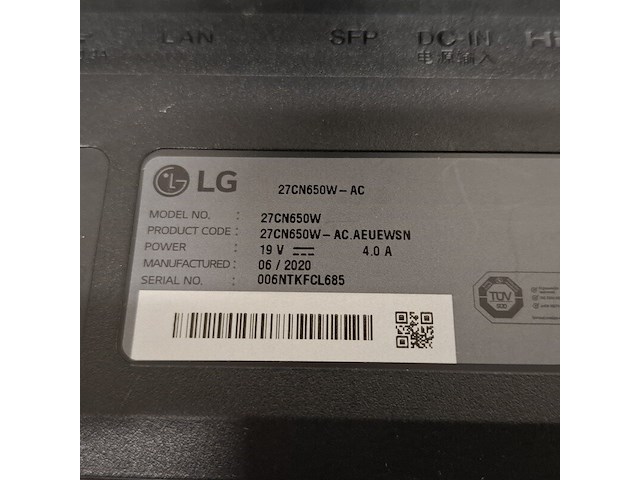 LAN SFP DC-IN
电源输入
LG 27CN650W-AC
MODEL NO. : 27CN650W
PRODUCT CODE : 27CN650W-AC.AEUEWSN
POWER : 19 V ⎓ 4.0 A
MANUFACTURED : 06 / 2020
SERIAL NO. : 006NTKFCL685
TÜV